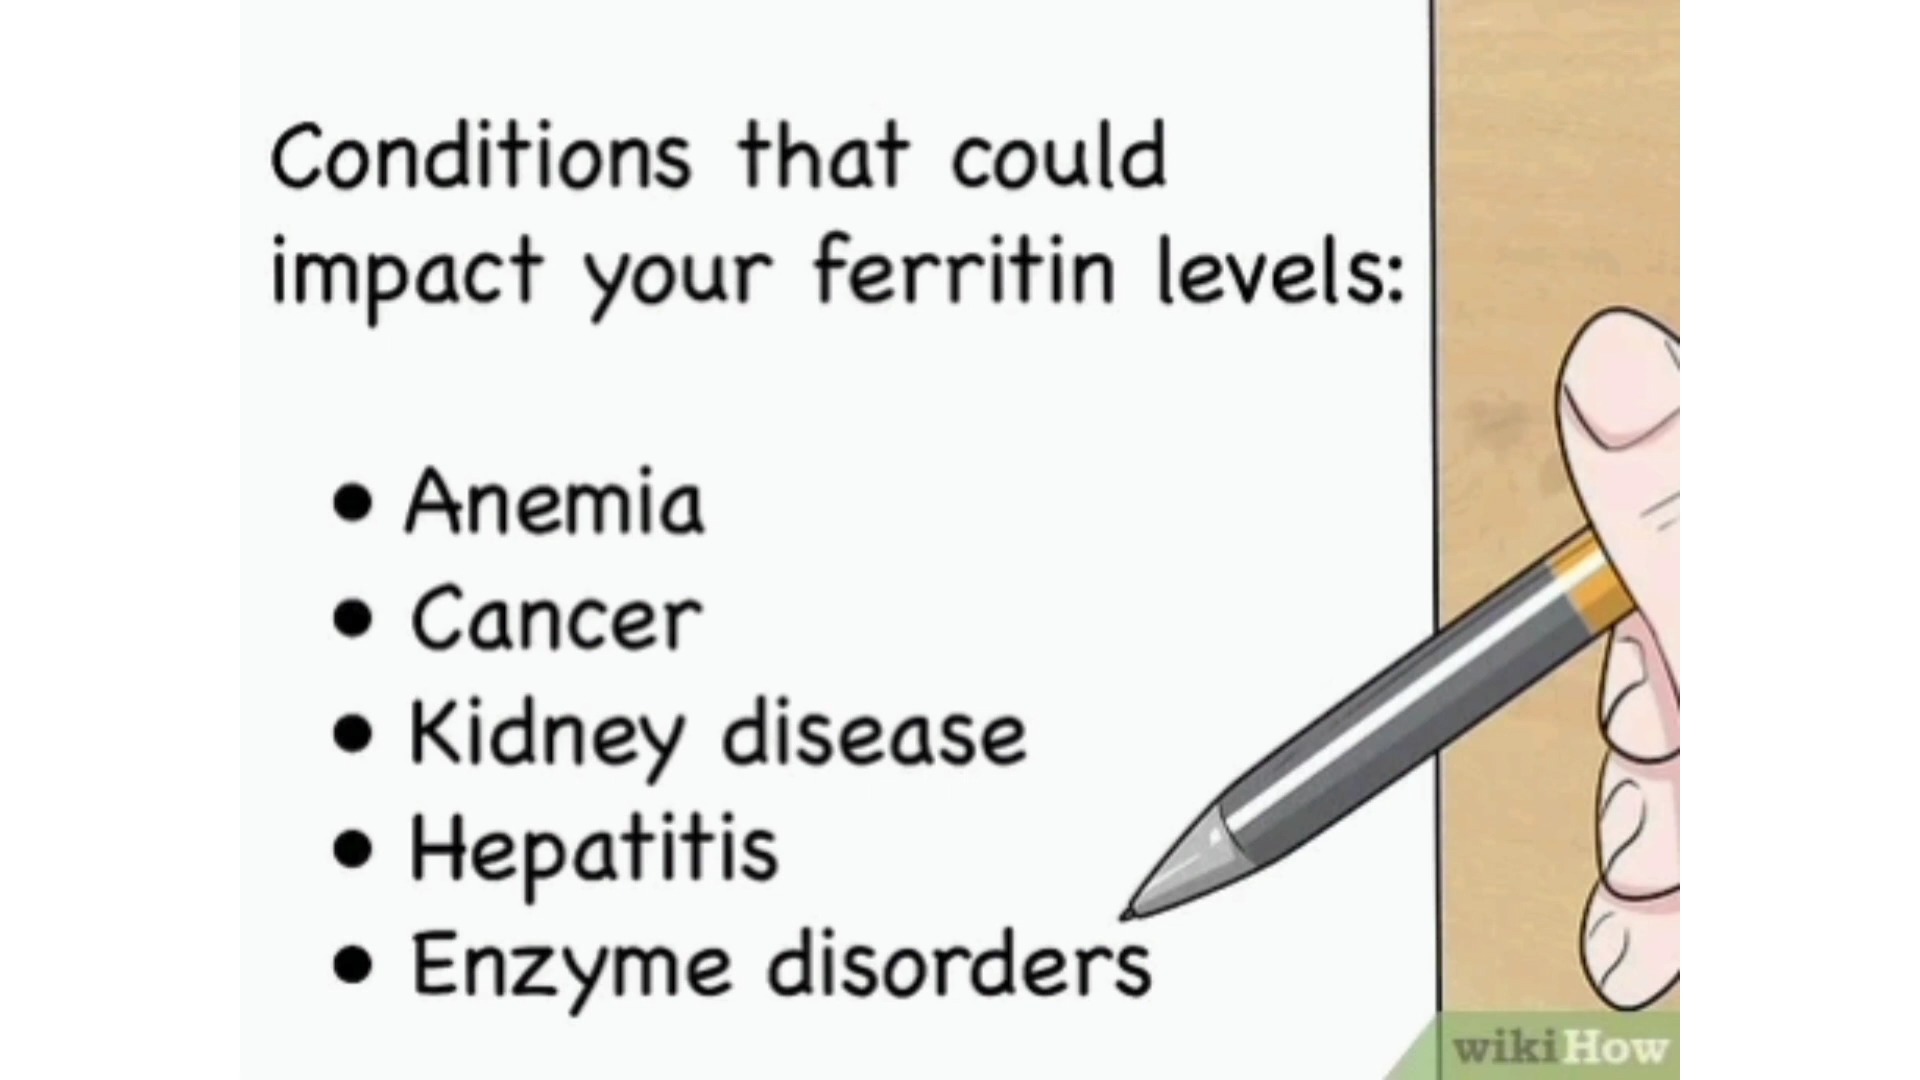 Conditions that could
impact your ferritin levels:
● Anemia
● Cancer
● Kidney disease
● Hepatitis
● Enzyme disorders
wikiHow